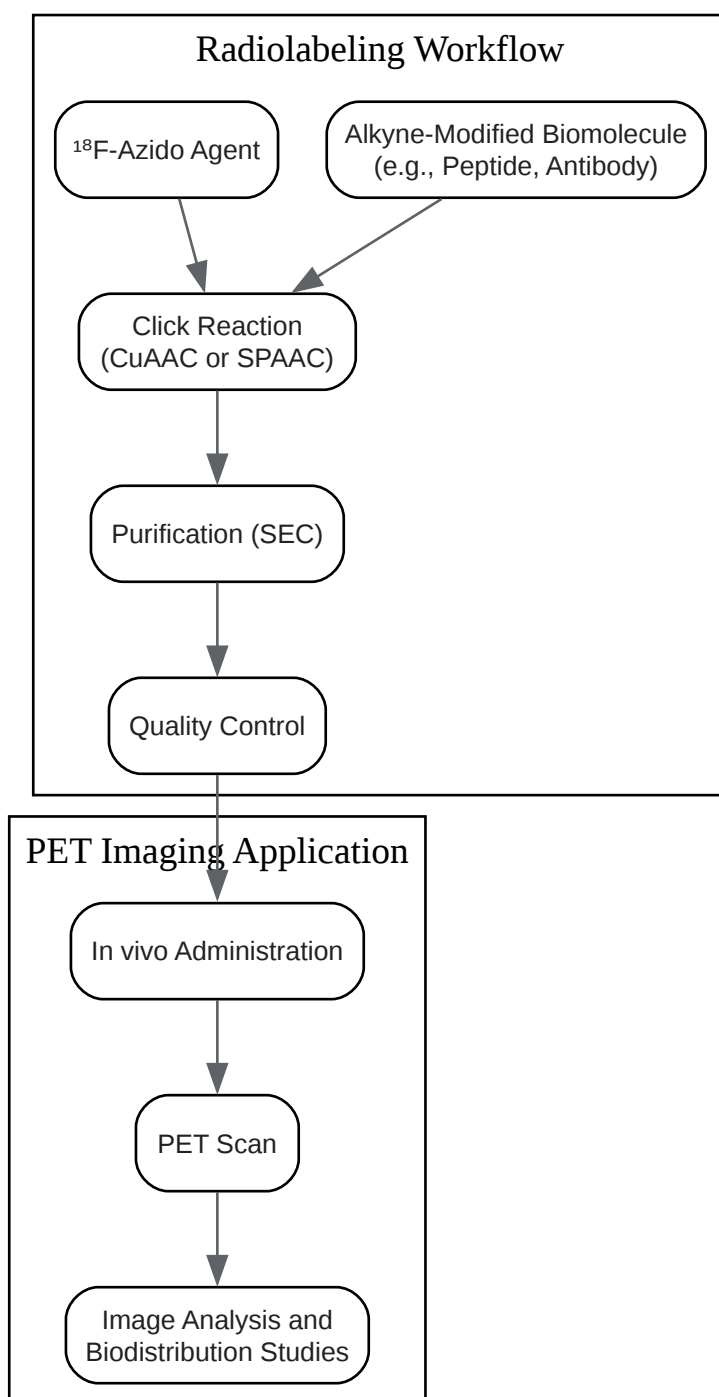 Radiolabeling Workflow
¹⁸F-Azido Agent
Alkyne-Modified Biomolecule
(e.g., Peptide, Antibody)
Click Reaction
(CuAAC or SPAAC)
Purification (SEC)
Quality Control
PET Imaging Application
In vivo Administration
PET Scan
Image Analysis and
Biodistribution Studies